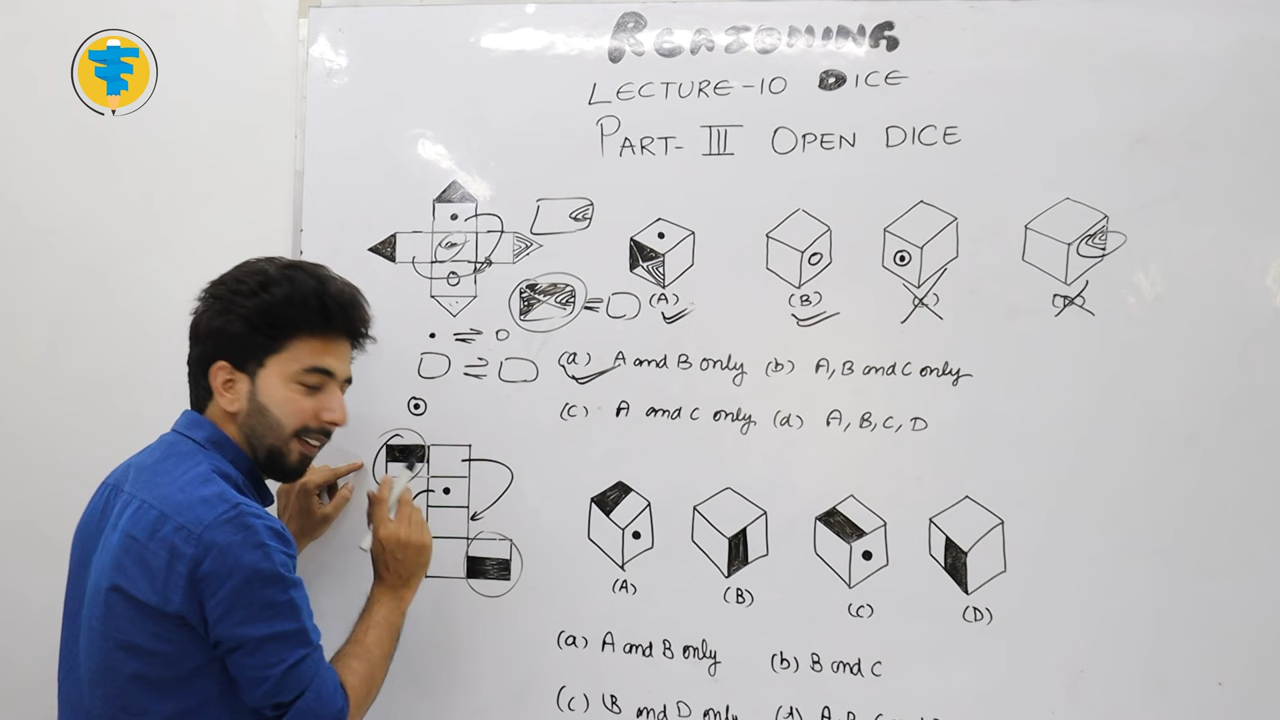 REASONING
LECTURE-10 DICE
PART-III OPEN DICE
(A) (B) (C) (D)
(a) A and B only (b) A, B and C only
(c) A and C only (d) A, B, C, D
(A) (B) (C) (D)
(a) A and B only (b) B and C
(c) B and D only (d) A, B,